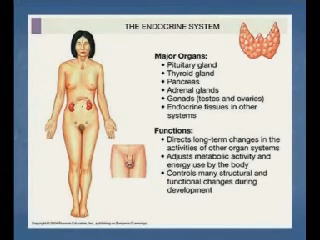 THE ENDOCRINE SYSTEM
Major Organs:
• Pituitary gland
• Thyroid gland
• Pancreas
• Adrenal glands
• Gonads (testes and ovaries)
• Endocrine tissues in other
systems
Functions:
• Directs long-term changes in the
activities of other organ systems
• Adjusts metabolic activity and
energy use by the body
• Controls many structural and
functional changes during
development